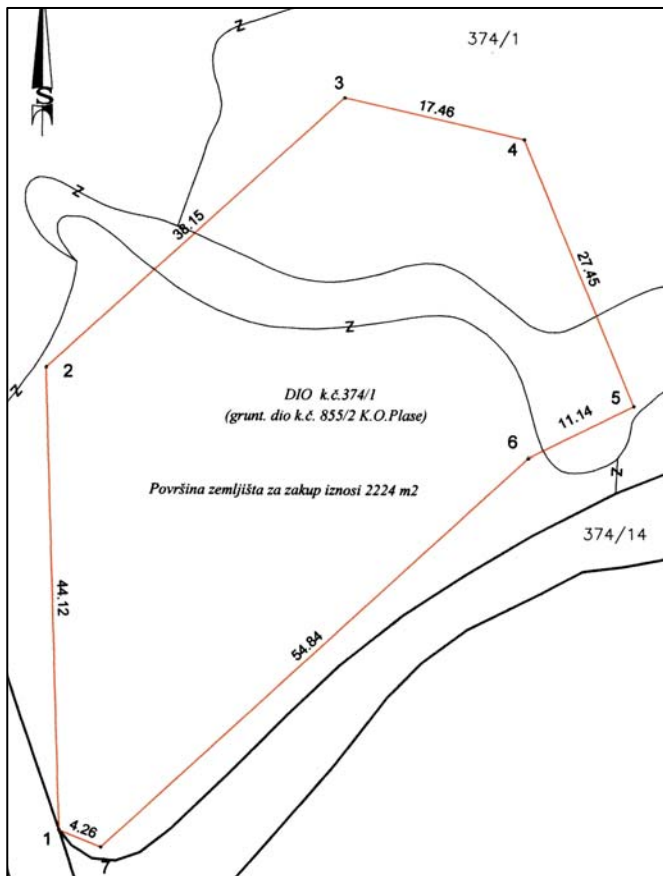 374/1
S
Z
3
17.46
4
Z
38.15
27.45
Z
2
Z
DIO k.č.374/1
(grunt. dio k.č. 855/2 K.O.Plase)
5
11.14
6
Z
Površina zemljišta za zakup iznosi 2224 m2
374/14
44.12
54.84
4.26
1
7